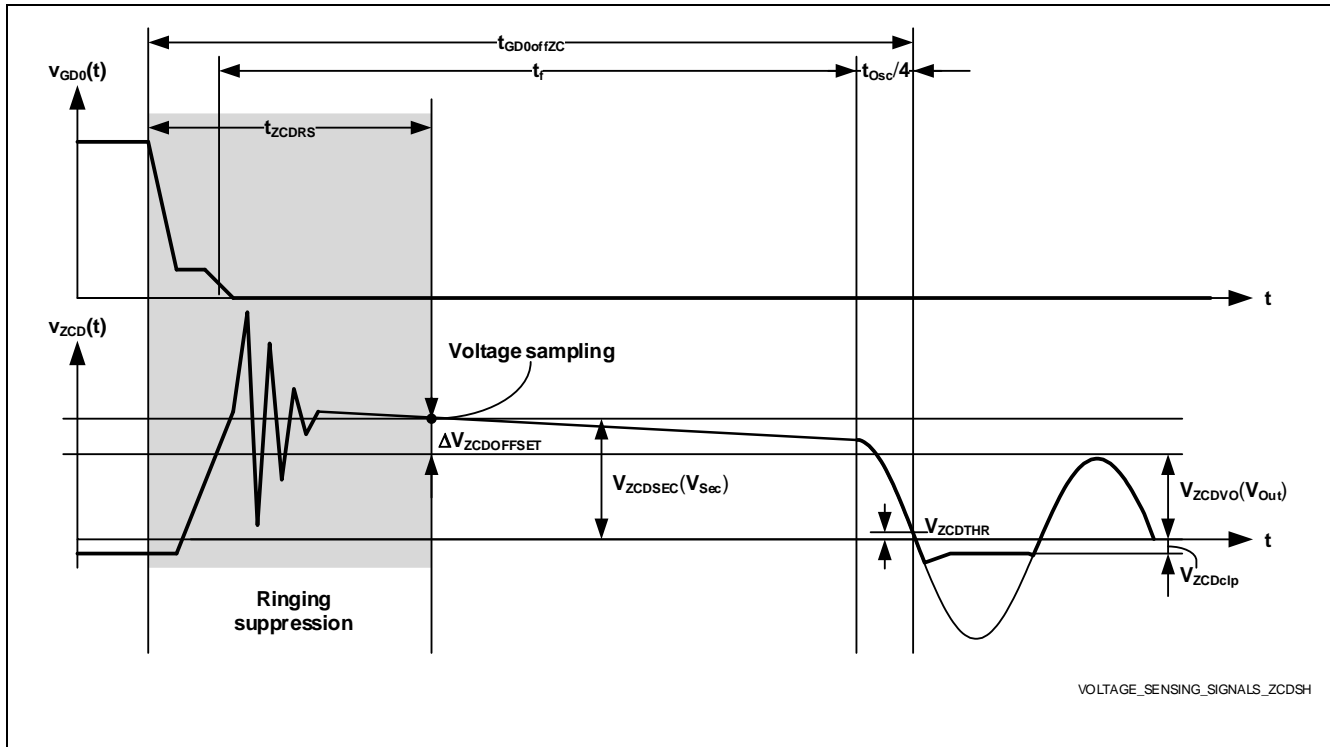 tGD0offZC
vGD0(t)
tf
tOsc/4
tZCDRS
t
vZCD(t)
Voltage sampling
ΔVZCDOFFSET
VZCDSEC(VSec)
VZCDVO(VOut)
VZCDTHR
t
VZCDclp
Ringing
suppression
VOLTAGE_SENSING_SIGNALS_ZCDSH